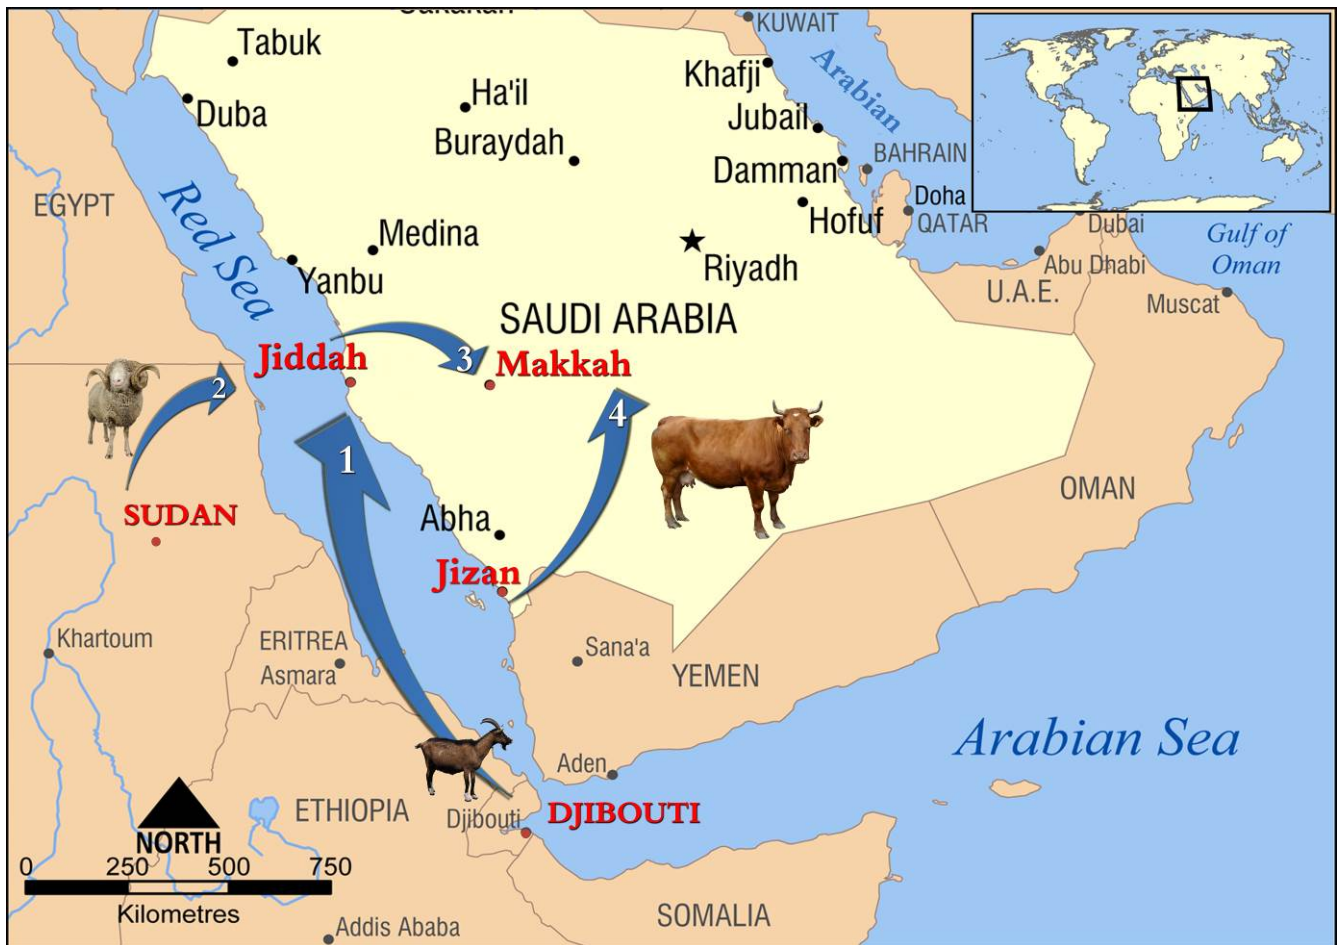 KUWAIT
Tabuk
Khafji
Arabian
Ha'il
Duba
Jubail
Buraydah
BAHRAIN
Damman
EGYPT
Red Sea
Doha
Hofuf
QATAR
Dubai
Medina
Gulf of
Oman
Riyadh
Abu Dhabi
Yanbu
U.A.E.
Muscat
SAUDI ARABIA
Jiddah
3
Makkah
2
4
1
OMAN
SUDAN
Abha
Jizan
Khartoum
ERITREA
Asmara
Sana'a
YEMEN
Arabian Sea
Aden
ETHIOPIA
Djibouti
DJIBOUTI
NORTH
0 250 500 750
Kilometres
SOMALIA
Addis Ababa